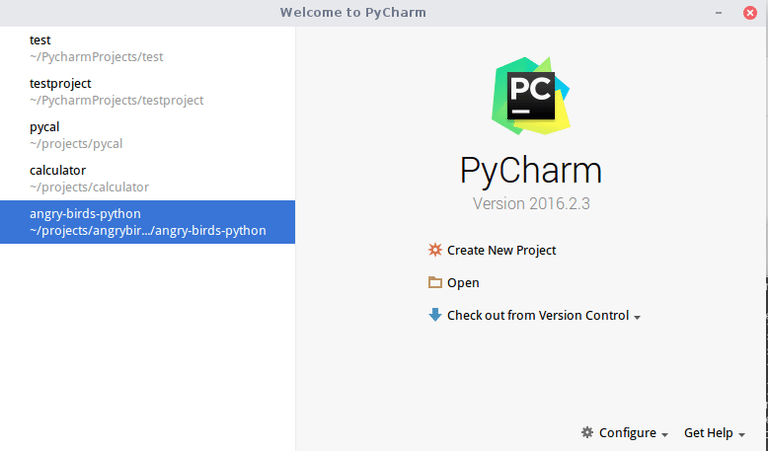 Welcome to PyCharm
test
~/PycharmProjects/test
testproject
~/PycharmProjects/testproject
pycal
~/projects/pycal
calculator
~/projects/calculator
angry-birds-python
~/projects/angrybir.../angry-birds-python
PC
PyCharm
Version 2016.2.3
Create New Project
Open
Check out from Version Control
Configure
Get Help